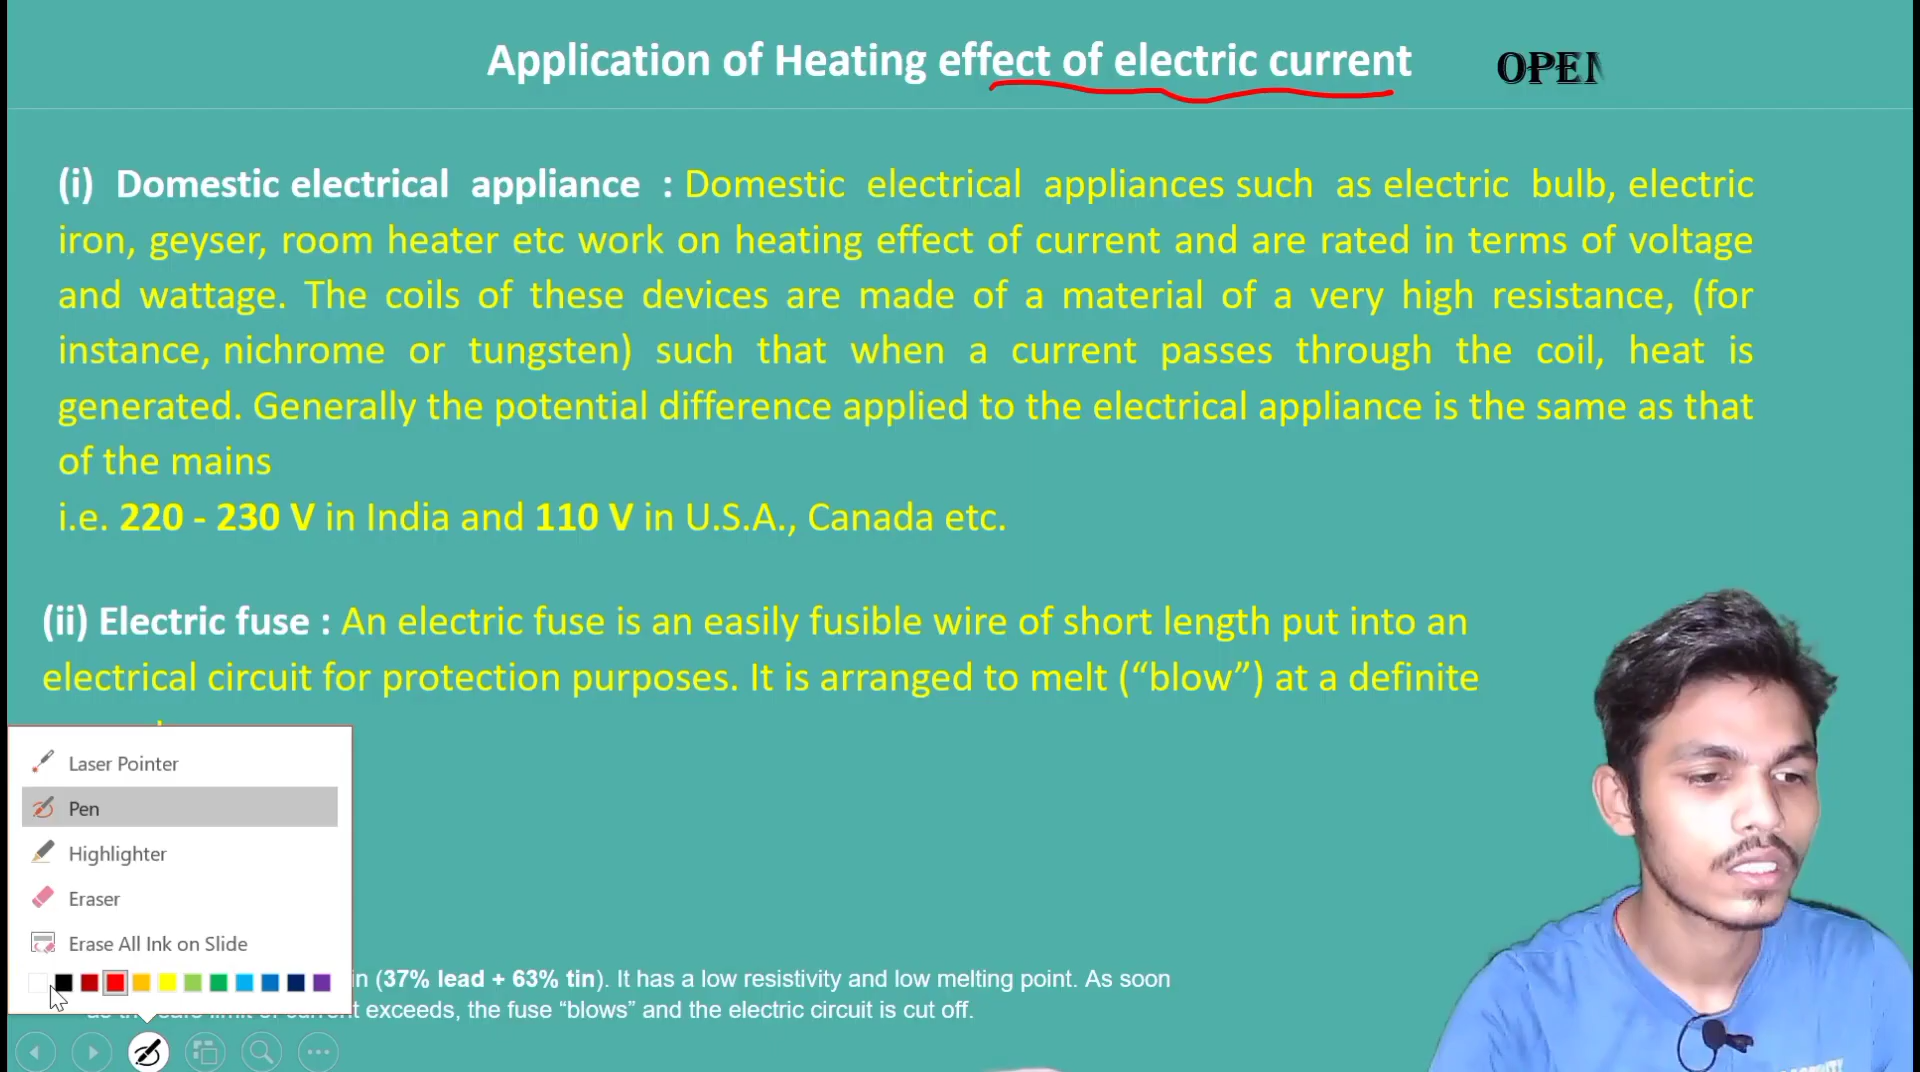 Application of Heating effect of electric current
OPEN
(i) Domestic electrical appliance : Domestic electrical appliances such as electric bulb, electric
iron, geyser, room heater etc work on heating effect of current and are rated in terms of voltage
and wattage. The coils of these devices are made of a material of a very high resistance, (for
instance, nichrome or tungsten) such that when a current passes through the coil, heat is
generated. Generally the potential difference applied to the electrical appliance is the same as that
of the mains
i.e. 220 - 230 V in India and 110 V in U.S.A., Canada etc.
(ii) Electric fuse : An electric fuse is an easily fusible wire of short length put into an
electrical circuit for protection purposes. It is arranged to melt (“blow”) at a definite
Laser Pointer
Pen
Highlighter
Eraser
Erase All Ink on Slide
(37% lead + 63% tin). It has a low resistivity and low melting point. As soon
exceeds, the fuse “blows” and the electric circuit is cut off.